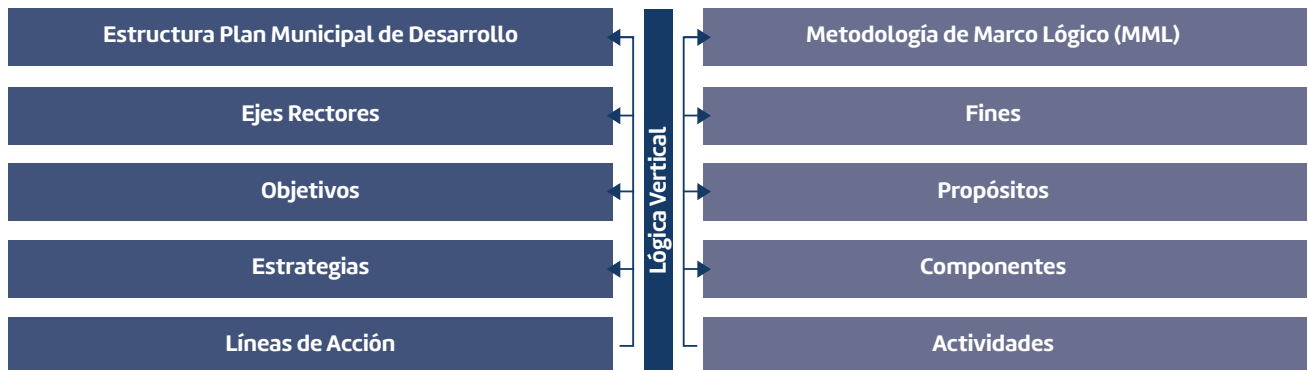 Estructura Plan Municipal de Desarrollo
Metodología de Marco Lógico (MML)
Ejes Rectores
Fines
Objetivos
Propósitos
Lógica Vertical
Estrategias
Componentes
Líneas de Acción
Actividades